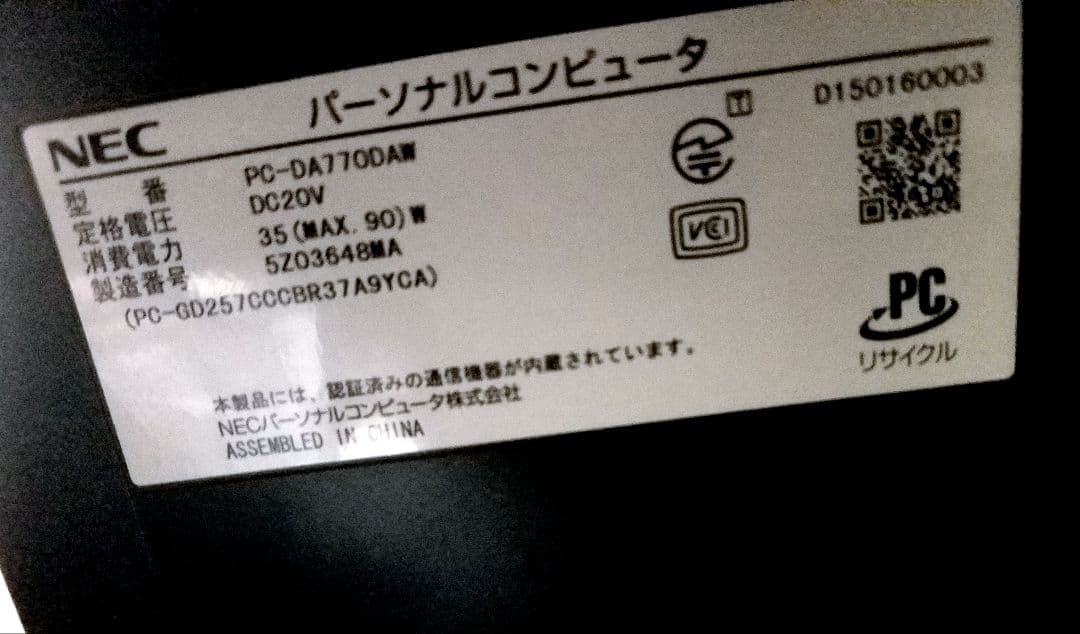 パーソナルコンピュータ
NEC
D150160003
型 番 PC-DA770DAW
定格電圧 DC20V
消費電力 35(MAX. 90)W
製造番号 5Z03648MA
(PC-GD257CCCBR37A9YCA)
T
VCI
PC
リサイクル
本製品には、認証済みの通信機器が内蔵されています。
NECパーソナルコンピュータ株式会社
ASSEMBLED IN CHINA